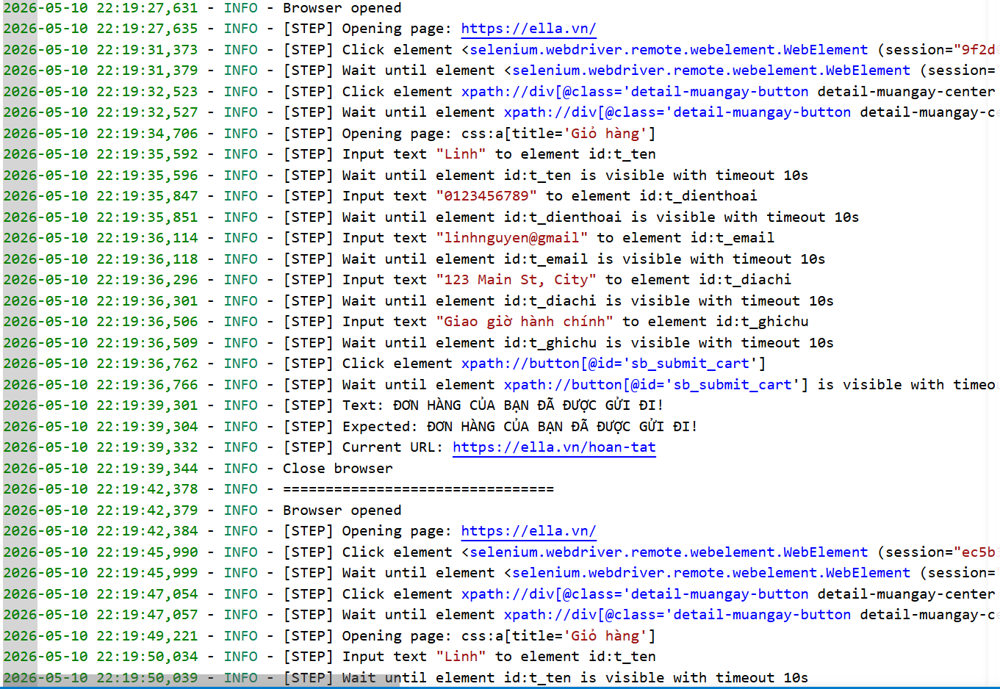 2026-05-10 22:19:27,631 - INFO - Browser opened
2026-05-10 22:19:27,635 - INFO - [STEP] Opening page: https://ella.vn/
2026-05-10 22:19:31,373 - INFO - [STEP] Click element <selenium.webdriver.remote.webelement.WebElement (session="9f2d
2026-05-10 22:19:31,379 - INFO - [STEP] Wait until element <selenium.webdriver.remote.webelement.WebElement (session=
2026-05-10 22:19:32,523 - INFO - [STEP] Click element xpath://div[@class='detail-muangay-button detail-muangay-center
2026-05-10 22:19:32,527 - INFO - [STEP] Wait until element xpath://div[@class='detail-muangay-button detail-muangay-c
2026-05-10 22:19:34,706 - INFO - [STEP] Opening page: css:a[title='Giỏ hàng']
2026-05-10 22:19:35,592 - INFO - [STEP] Input text "Linh" to element id:t_ten
2026-05-10 22:19:35,596 - INFO - [STEP] Wait until element id:t_ten is visible with timeout 10s
2026-05-10 22:19:35,847 - INFO - [STEP] Input text "0123456789" to element id:t_dienthoai
2026-05-10 22:19:35,851 - INFO - [STEP] Wait until element id:t_dienthoai is visible with timeout 10s
2026-05-10 22:19:36,114 - INFO - [STEP] Input text "linhnguyen@gmail" to element id:t_email
2026-05-10 22:19:36,118 - INFO - [STEP] Wait until element id:t_email is visible with timeout 10s
2026-05-10 22:19:36,296 - INFO - [STEP] Input text "123 Main St, City" to element id:t_diachi
2026-05-10 22:19:36,301 - INFO - [STEP] Wait until element id:t_diachi is visible with timeout 10s
2026-05-10 22:19:36,506 - INFO - [STEP] Input text "Giao giờ hành chính" to element id:t_ghichu
2026-05-10 22:19:36,509 - INFO - [STEP] Wait until element id:t_ghichu is visible with timeout 10s
2026-05-10 22:19:36,762 - INFO - [STEP] Click element xpath://button[@id='sb_submit_cart']
2026-05-10 22:19:36,766 - INFO - [STEP] Wait until element xpath://button[@id='sb_submit_cart'] is visible with timeo
2026-05-10 22:19:39,301 - INFO - [STEP] Text: ĐƠN HÀNG CỦA BẠN ĐÃ ĐƯỢC GỬI ĐI!
2026-05-10 22:19:39,304 - INFO - [STEP] Expected: ĐƠN HÀNG CỦA BẠN ĐÃ ĐƯỢC GỬI ĐI!
2026-05-10 22:19:39,332 - INFO - [STEP] Current URL: https://ella.vn/hoan-tat
2026-05-10 22:19:39,344 - INFO - Close browser
2026-05-10 22:19:42,378 - INFO - ================================
2026-05-10 22:19:42,379 - INFO - Browser opened
2026-05-10 22:19:42,384 - INFO - [STEP] Opening page: https://ella.vn/
2026-05-10 22:19:45,990 - INFO - [STEP] Click element <selenium.webdriver.remote.webelement.WebElement (session="ec5b
2026-05-10 22:19:45,999 - INFO - [STEP] Wait until element <selenium.webdriver.remote.webelement.WebElement (session=
2026-05-10 22:19:47,054 - INFO - [STEP] Click element xpath://div[@class='detail-muangay-button detail-muangay-center
2026-05-10 22:19:47,057 - INFO - [STEP] Wait until element xpath://div[@class='detail-muangay-button detail-muangay-c
2026-05-10 22:19:49,221 - INFO - [STEP] Opening page: css:a[title='Giỏ hàng']
2026-05-10 22:19:50,034 - INFO - [STEP] Input text "Linh" to element id:t_ten
2026-05-10 22:19:50,039 - INFO - [STEP] Wait until element id:t_ten is visible with timeout 10s